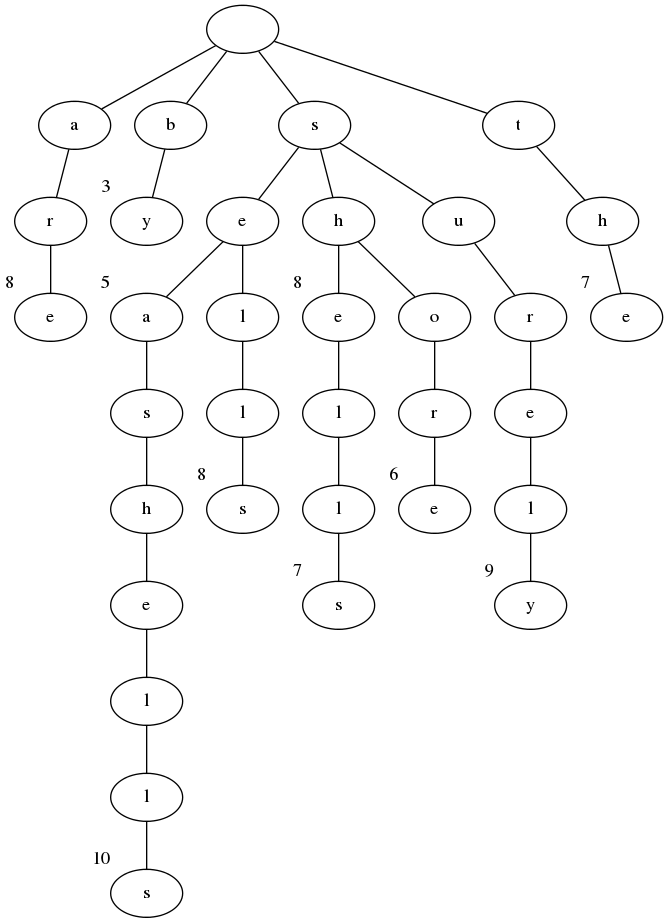 a b s t
3
r y e h u h
8 5 8 7
e a l e o r e
s l l r e
8 6
h s l e l
7 9
e s y
l
l
10
s